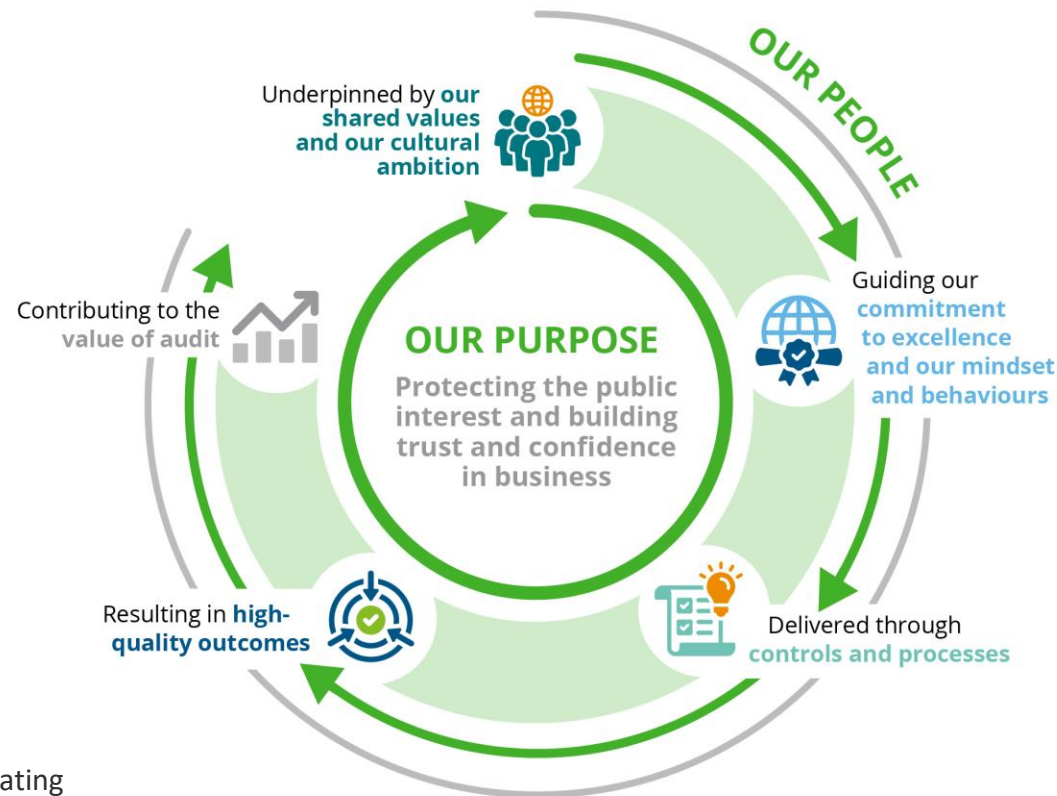 OUR PEOPLE
Underpinned by our
shared values
and our cultural
ambition
Guiding our
commitment
to excellence
and our mindset
and behaviours
Contributing to the
value of audit
OUR PURPOSE
Protecting the public
interest and building
trust and confidence
in business
Resulting in high-
quality outcomes
Delivered through
controls and processes
ating